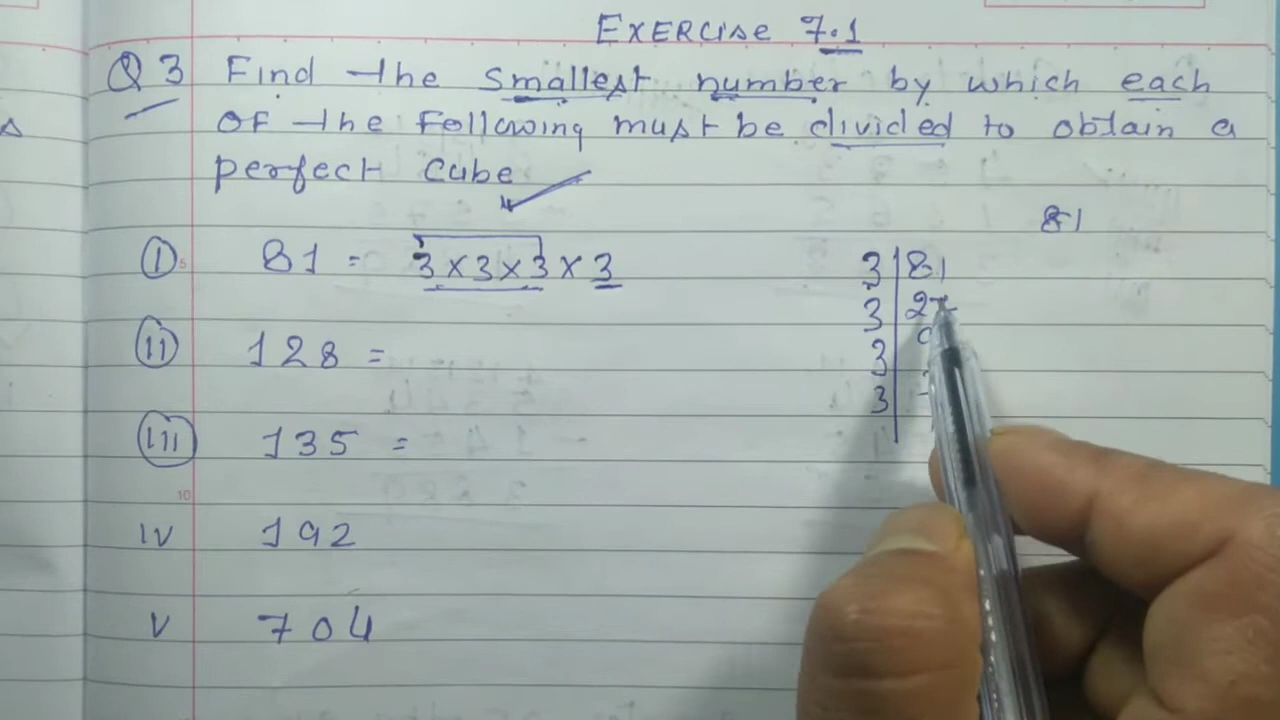 EXERCISE 7.1
Q 3 Find the smallest number by which each
of the following must be divided to obtain a
perfect cube
81
i 81 = 3 × 3 × 3 × 3
3 81
3 27
3
3
ii 128 =
iii 135 =
10
iv 192
v 704